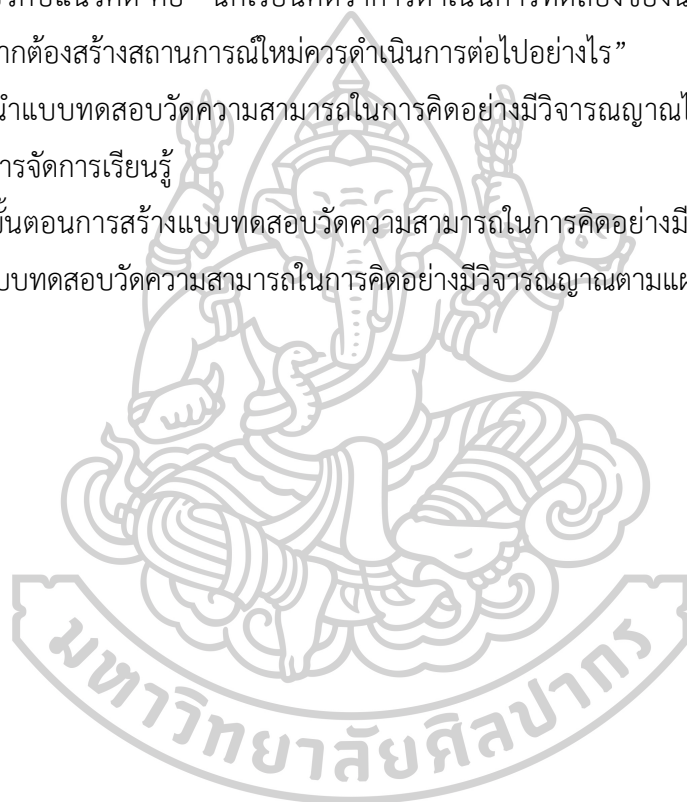 กับแนวคิด คือ “นักเรียนคิดว่าการดำเนินการทดลองของ
ากต้องสร้างสถานการณ์ใหม่ควรดำเนินการต่อไปอย่างไร”
นำแบบทดสอบวัดความสามารถในการคิดอย่างมีวิจารณญาณ
ารจัดการเรียนรู้
ขั้นตอนการสร้างแบบทดสอบวัดความสามารถในการคิดอย่างมี
บบทดสอบวัดความสามารถในการคิดอย่างมีวิจารณญาณตามแผ
มหาวิทยาลัยศิลปากร